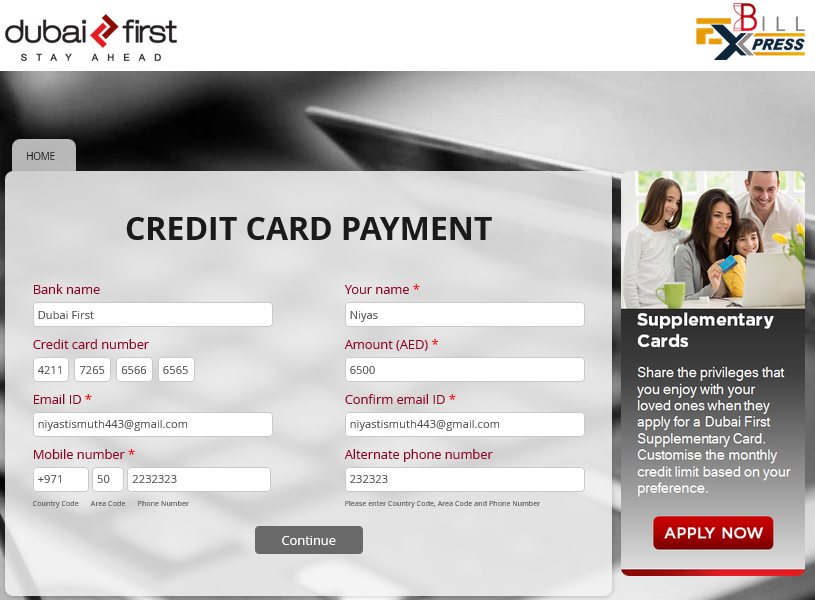 dubai first
STAY AHEAD
BILL
FX XPRESS
HOME
CREDIT CARD PAYMENT
Bank name
Your name *
Dubai First
Niyas
Credit card number
Amount (AED) *
4211 7265 6566 6565
6500
Email ID *
Confirm email ID *
niyastismuth443@gmail.com
niyastismuth443@gmail.com
Mobile number *
Alternate phone number
+971 50 2232323
232323
Country Code Area Code Phone Number
Please enter Country Code, Area Code and Phone Number
Continue
Supplementary
Cards
Share the privileges that
you enjoy with your
loved ones when they
apply for a Dubai First
Supplementary Card.
Customise the monthly
credit limit based on your
preference.
APPLY NOW